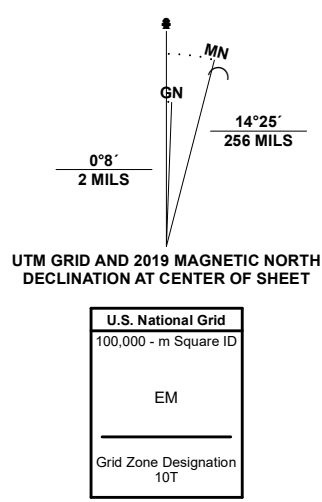 MN
GN
14°25´
256 MILS
0°8´
2 MILS
UTM GRID AND 2019 MAGNETIC NORTH
DECLINATION AT CENTER OF SHEET
U.S. National Grid
100,000 - m Square ID
EM
Grid Zone Designation
10T